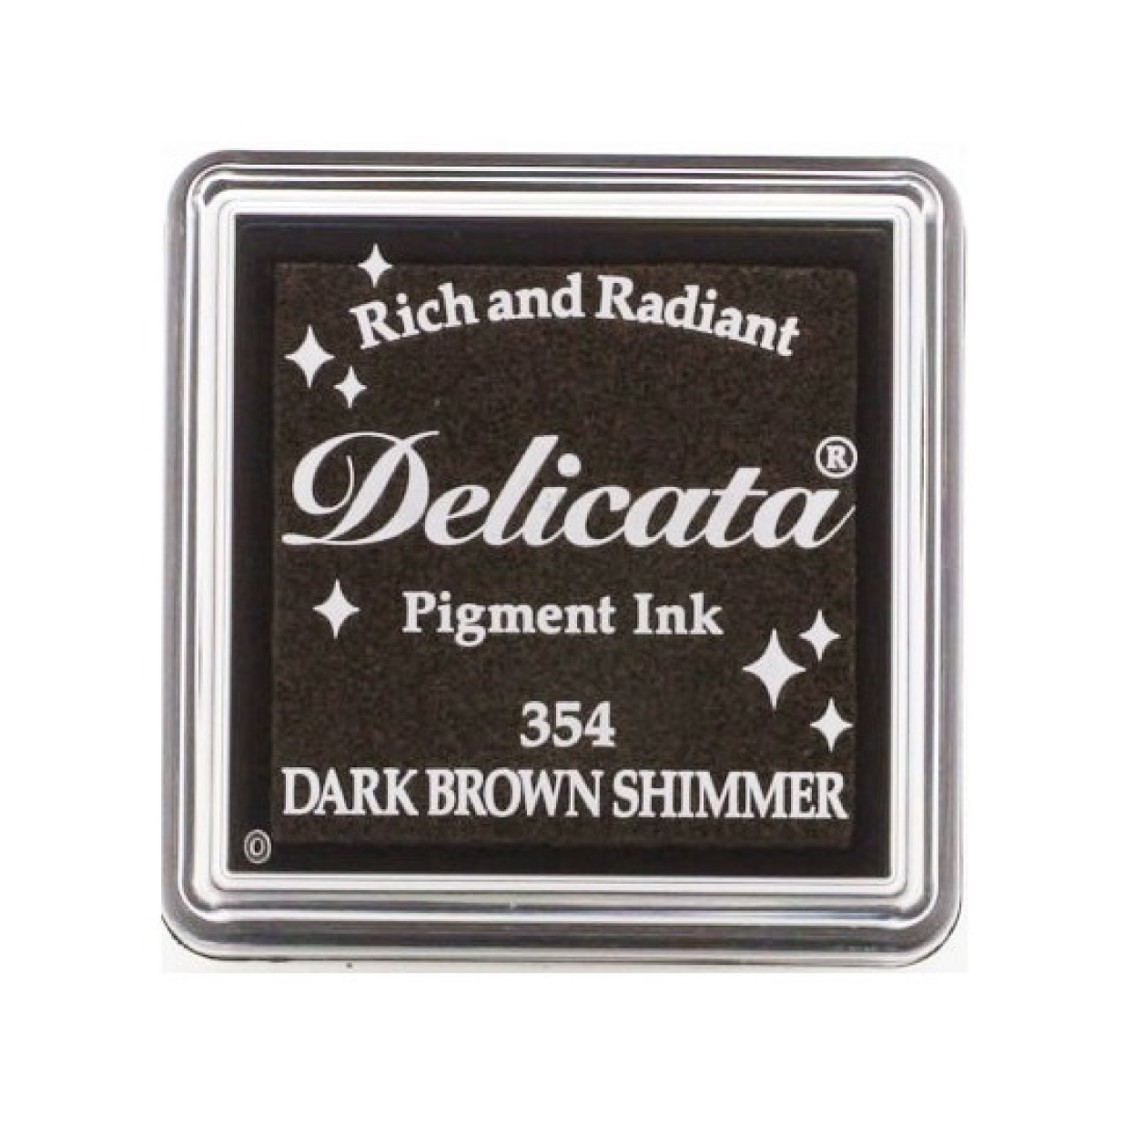 Rich and Radiant
Delicata®
Pigment Ink
354
DARK BROWN SHIMMER